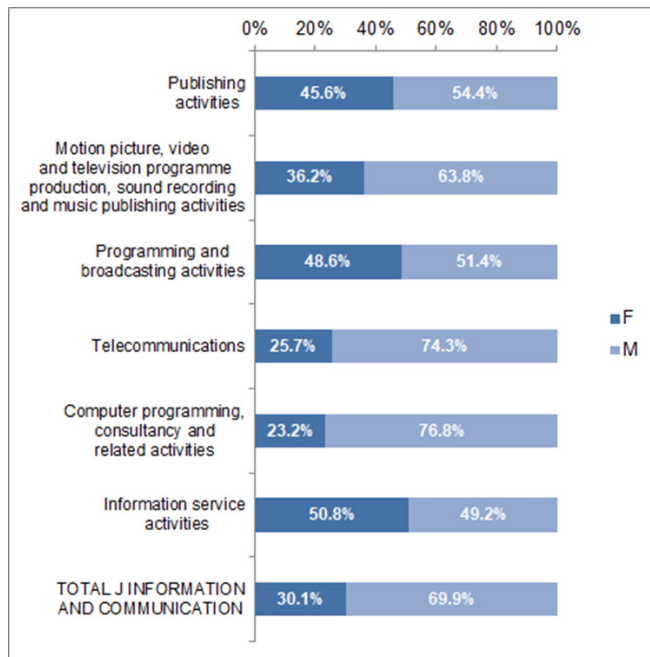 0% 20% 40% 60% 80% 100%
Publishing
activities
45.6% 54.4%
Motion picture, video
and television programme
production, sound recording
and music publishing activities
36.2% 63.8%
Programming and
broadcasting activities
48.6% 51.4%
Telecommunications
25.7% 74.3%
Computer programming,
consultancy and
related activities
23.2% 76.8%
Information service
activities
50.8% 49.2%
TOTAL J INFORMATION
AND COMMUNICATION
30.1% 69.9%
F
M